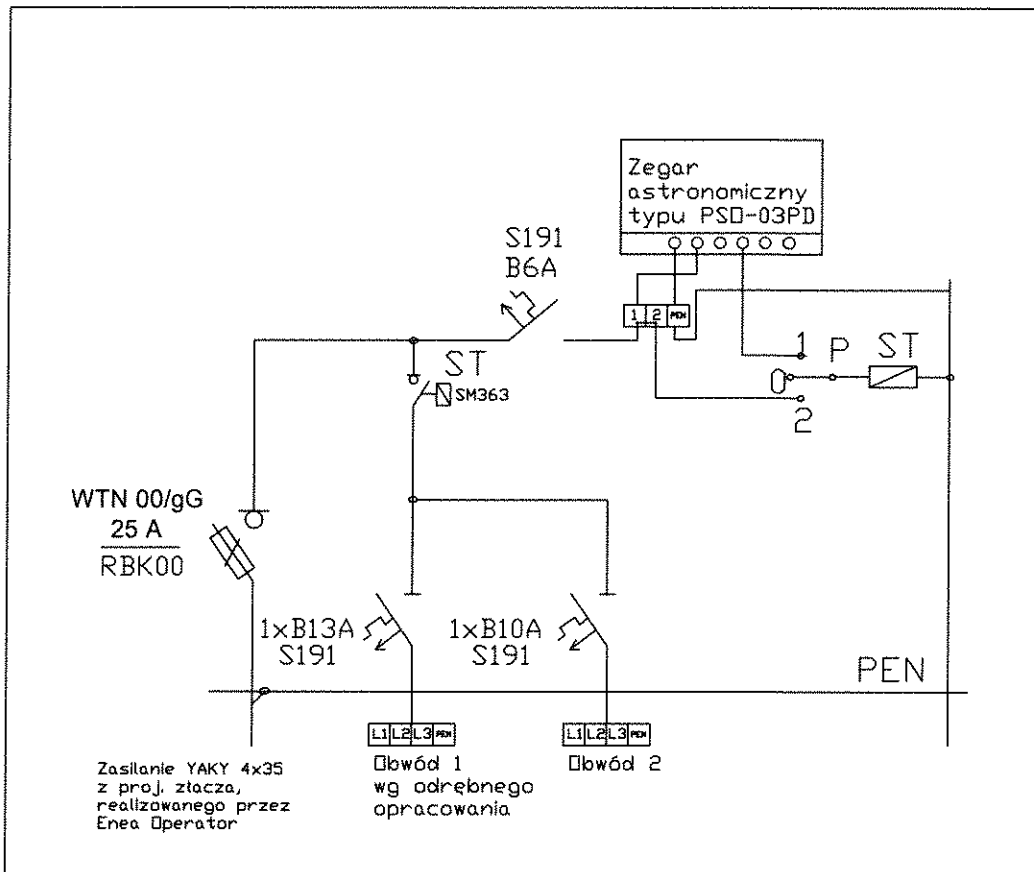 Zegar
astronomiczny
typu PSO-03PD
S191
B6A
1 2 PEN
1 P ST
2
ST
SM363
WTN 00/gG
25 A
RBK00
1xB13A
S191
1xB10A
S191
PEN
L1 L2 L3 PEN
L1 L2 L3 PEN
Zasilanie YAKY 4x35
z proj. złącza,
realizowanego przez
Enea Operator
Obwód 1
wg odrębnego
opracowania
Obwód 2